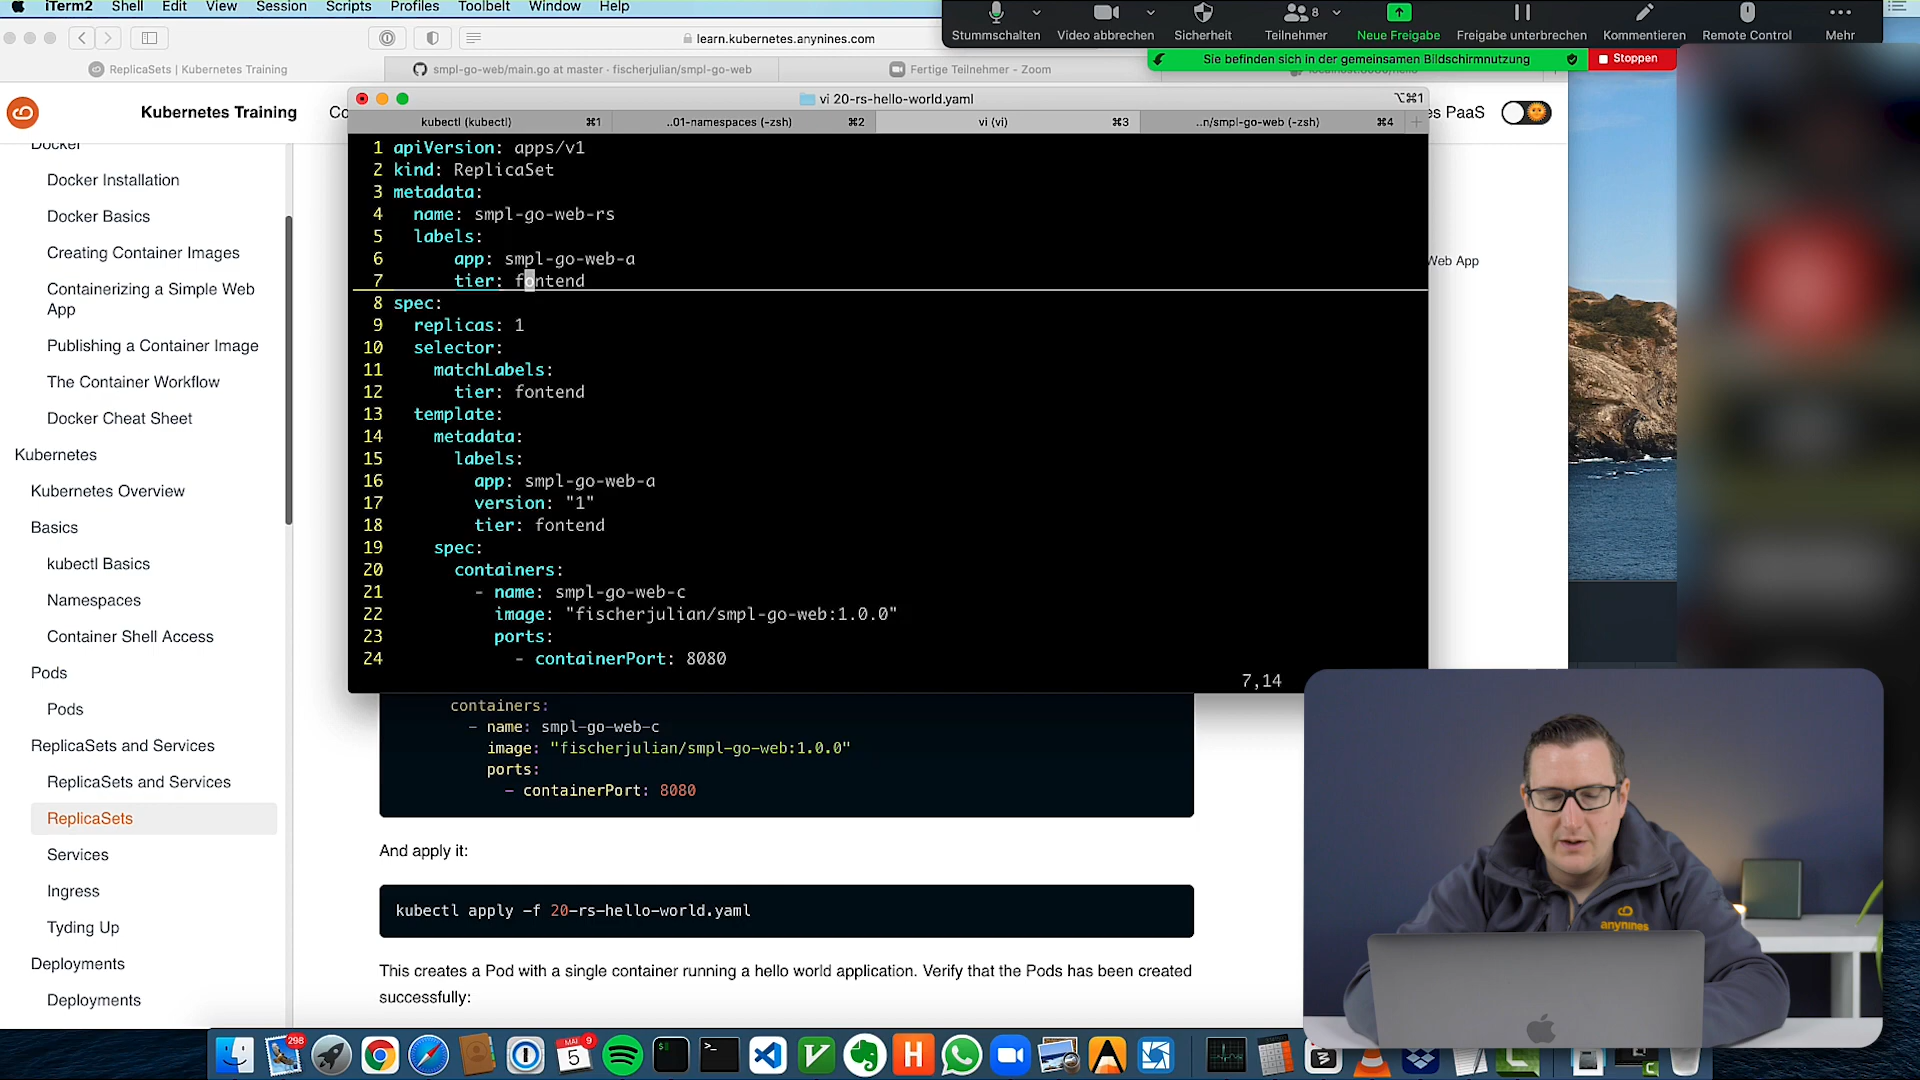 iTerm2 Shell Edit View Session Scripts Profiles Toolbelt Window Help
Stummschalten Video abbrechen Sicherheit 8 Teilnehmer Neue Freigabe Freigabe unterbrechen Kommentieren Remote Control Mehr
learn.kubernetes.anynines.com
Sie befinden sich in der gemeinsamen Bildschirmnutzung Stoppen
ReplicaSets | Kubernetes Training smpl-go-web/main.go at master · fischerjulian/smpl-go-web Fertige Teilnehmer - Zoom
Kubernetes Training
es PaaS
vi 20-rs-hello-world.yaml ⌥⌘1
kubectl (kubectl) ⌘1 ..01-namespaces (-zsh) ⌘2 vi (vi) ⌘3 ..n/smpl-go-web (-zsh) ⌘4
1 apiVersion: apps/v1
2 kind: ReplicaSet
3 metadata:
4 name: smpl-go-web-rs
5 labels:
6 app: smpl-go-web-a
7 tier: fontend
8 spec:
9 replicas: 1
10 selector:
11 matchLabels:
12 tier: fontend
13 template:
14 metadata:
15 labels:
16 app: smpl-go-web-a
17 version: "1"
18 tier: fontend
19 spec:
20 containers:
21 - name: smpl-go-web-c
22 image: "fischerjulian/smpl-go-web:1.0.0"
23 ports:
24 - containerPort: 8080
7,14
Web App
Docker
Docker Installation
Docker Basics
Creating Container Images
Containerizing a Simple Web
App
Publishing a Container Image
The Container Workflow
Docker Cheat Sheet
Kubernetes
Kubernetes Overview
Basics
kubectl Basics
Namespaces
Container Shell Access
Pods
Pods
ReplicaSets and Services
ReplicaSets and Services
ReplicaSets
Services
Ingress
Tyding Up
Deployments
Deployments
containers:
- name: smpl-go-web-c
image: "fischerjulian/smpl-go-web:1.0.0"
ports:
- containerPort: 8080
And apply it:
kubectl apply -f 20-rs-hello-world.yaml
This creates a Pod with a single container running a hello world application. Verify that the Pods has been created
successfully:
anynines
298
MAI 9
5